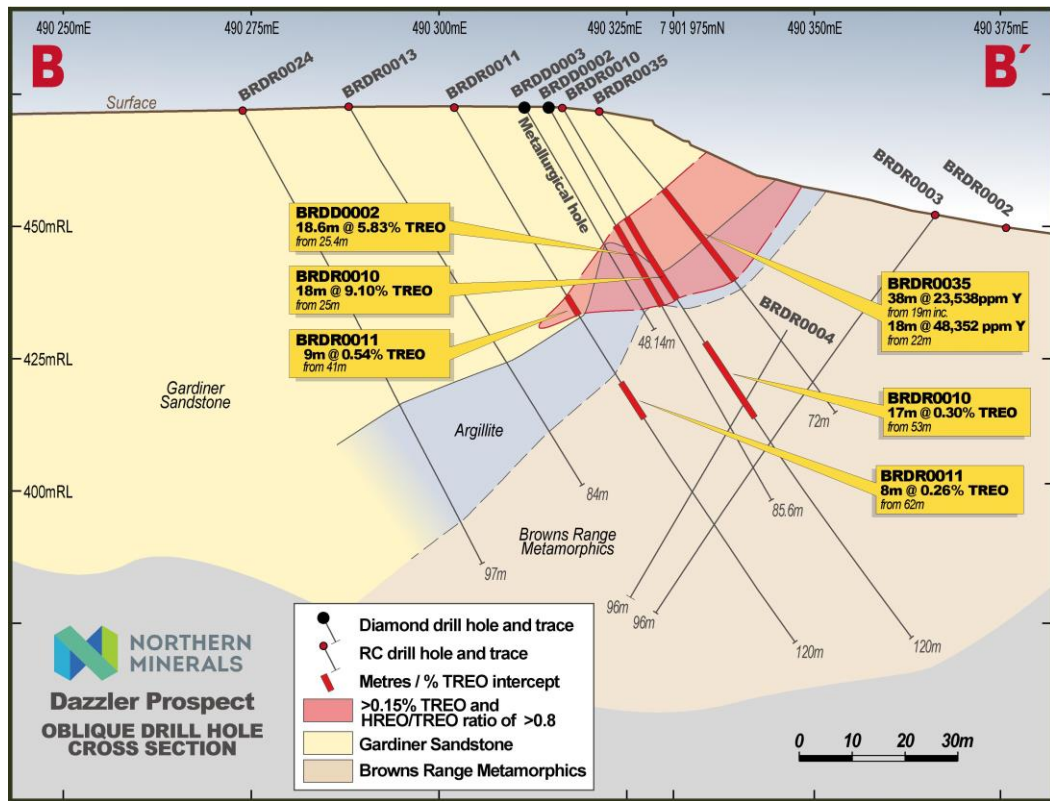 490 250mE
490 275mE
490 300mE
490 325mE
7 901 975mN
490 350mE
490 375mE
B
B´
BRDR0024
BRDR0013
BRDR0011
BRDD0003
BRDD0002
BRDR0010
BRDR0035
BRDR0003
BRDR0002
Surface
Metallurgical hole
450mRL
425mRL
400mRL
BRDD0002
18.6m @ 5.83% TREO
from 25.4m
BRDR0010
18m @ 9.10% TREO
from 25m
BRDR0011
9m @ 0.54% TREO
from 41m
BRDR0035
38m @ 23,538ppm Y
from 19m inc.
18m @ 48,352 ppm Y
from 22m
BRDR0010
17m @ 0.30% TREO
from 53m
BRDR0011
8m @ 0.26% TREO
from 62m
BRDR0004
48.14m
72m
84m
85.6m
97m
96m
96m
120m
120m
Gardiner
Sandstone
Argillite
Browns Range
Metamorphics
NORTHERN
MINERALS
Dazzler Prospect
OBLIQUE DRILL HOLE
CROSS SECTION
Diamond drill hole and trace
RC drill hole and trace
Metres / % TREO intercept
>0.15% TREO and
HREO/TREO ratio of >0.8
Gardiner Sandstone
Browns Range Metamorphics
0 10 20 30m